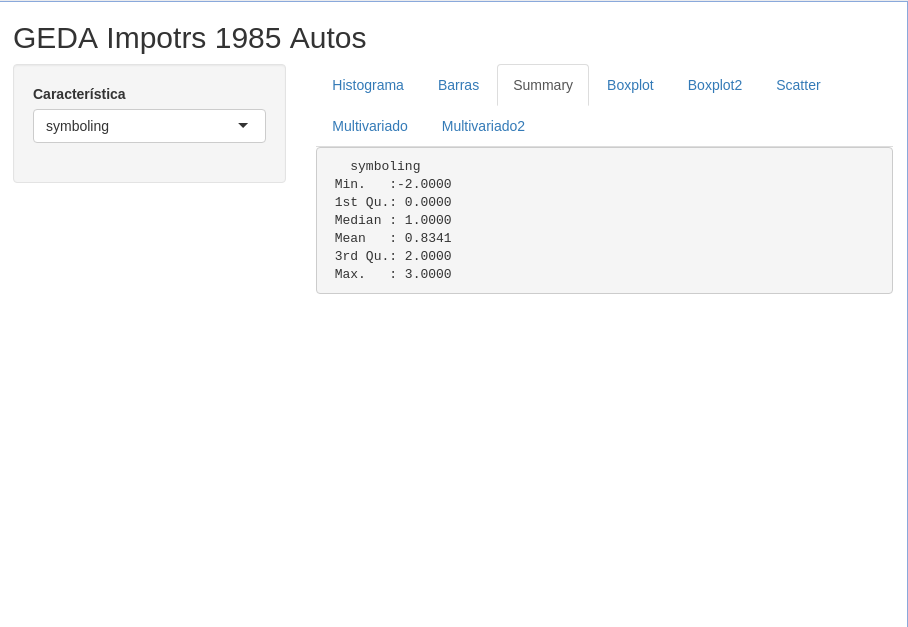 GEDA Impotrs 1985 Autos
Característica
symboling
Histograma Barras Summary Boxplot Boxplot2 Scatter
Multivariado Multivariado2
symboling
Min.   :-2.0000
1st Qu.: 0.0000
Median : 1.0000
Mean   : 0.8341
3rd Qu.: 2.0000
Max.   : 3.0000